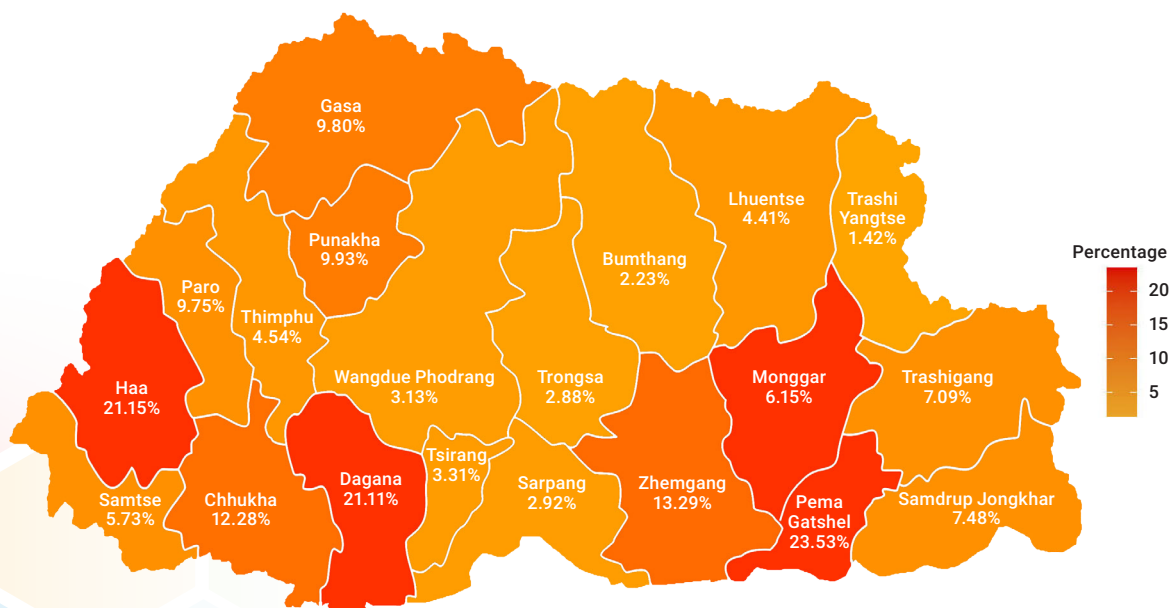 Gasa
9.80%
Punakha
9.93%
Paro
9.75%
Thimphu
4.54%
Haa
21.15%
Samtse
5.73%
Chhukha
12.28%
Dagana
21.11%
Wangdue Phodrang
3.13%
Tsirang
3.31%
Trongsa
2.88%
Sarpang
2.92%
Bumthang
2.23%
Zhemgang
13.29%
Lhuentse
4.41%
Trashi
Yangtse
1.42%
Monggar
6.15%
Trashigang
7.09%
Pema
Gatshel
23.53%
Samdrup Jongkhar
7.48%
Percentage
20
15
10
5